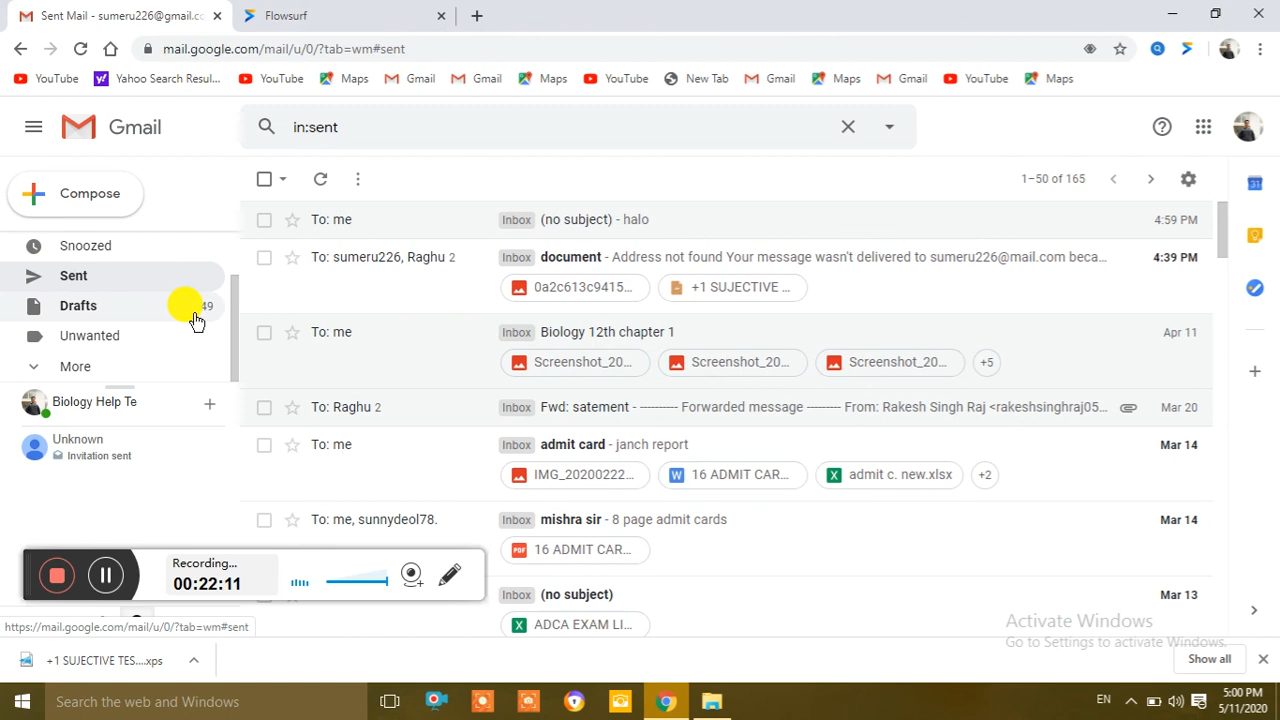 Sent Mail - sumeru226@gmail.cc
Flowsurf
mail.google.com/mail/u/0/?tab=wm#sent
YouTube
Yahoo Search Resul...
YouTube
Maps
Gmail
Gmail
Maps
YouTube
New Tab
Gmail
Maps
Gmail
YouTube
Maps
Gmail
in:sent
Compose
1–50 of 165
Snoozed
Sent
Drafts 49
Unwanted
More
Biology Help Te
Unknown
Invitation sent
To: me Inbox (no subject) - halo 4:59 PM
To: sumeru226, Raghu 2 Inbox document - Address not found Your message wasn't delivered to sumeru226@mail.com beca... 4:39 PM
0a2c613c9415... +1 SUJECTIVE ...
To: me Inbox Biology 12th chapter 1 Apr 11
Screenshot_20... Screenshot_20... Screenshot_20... +5
To: Raghu 2 Inbox Fwd: satement - ---------- Forwarded message --------- From: Rakesh Singh Raj <rakeshsinghraj05... Mar 20
To: me Inbox admit card - janch report Mar 14
IMG_20200222... W 16 ADMIT CAR... X admit c. new.xlsx +2
To: me, sunnydeol78. Inbox mishra sir - 8 page admit cards Mar 14
PDF 16 ADMIT CAR...
Inbox (no subject) Mar 13
X ADCA EXAM LI...
Recording...
00:22:11
https://mail.google.com/mail/u/0/?tab=wm#sent
Activate Windows
Go to Settings to activate Windows.
+1 SUJECTIVE TES....xps
Show all
Search the web and Windows
EN
5:00 PM
5/11/2020
31